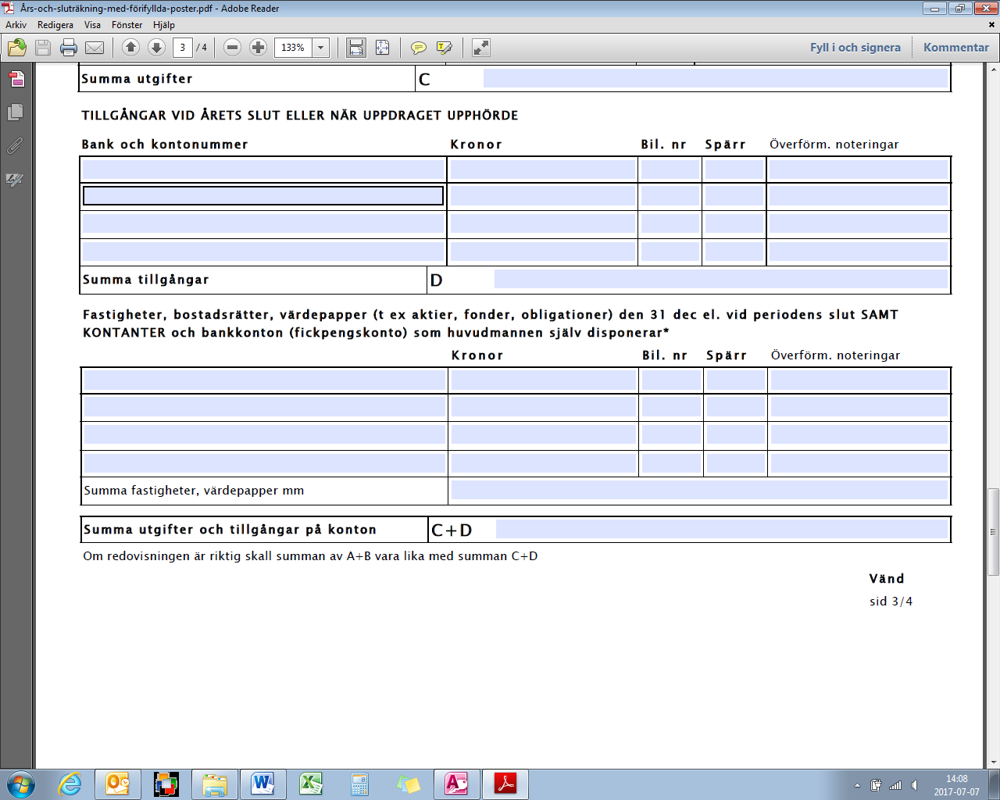 Års-och-sluträkning-med-förifyllda-poster.pdf - Adobe Reader
Arkiv Redigera Visa Fönster Hjälp
3 / 4 133% Fyll i och signera Kommentar
Summa utgifter C
TILLGÅNGAR VID ÅRETS SLUT ELLER NÄR UPPDRAGET UPPHÖRDE
Bank och kontonummer Kronor Bil. nr Spärr Överförm. noteringar
Summa tillgångar D
Fastigheter, bostadsrätter, värdepapper (t ex aktier, fonder, obligationer) den 31 dec el. vid periodens slut SAMT
KONTANTER och bankkonton (fickpengskonto) som huvudmannen själv disponerar*
Kronor Bil. nr Spärr Överförm. noteringar
Summa fastigheter, värdepapper mm
Summa utgifter och tillgångar på konton C+D
Om redovisningen är riktig skall summan av A+B vara lika med summan C+D
Vänd
sid 3/4
14:08
2017-07-07